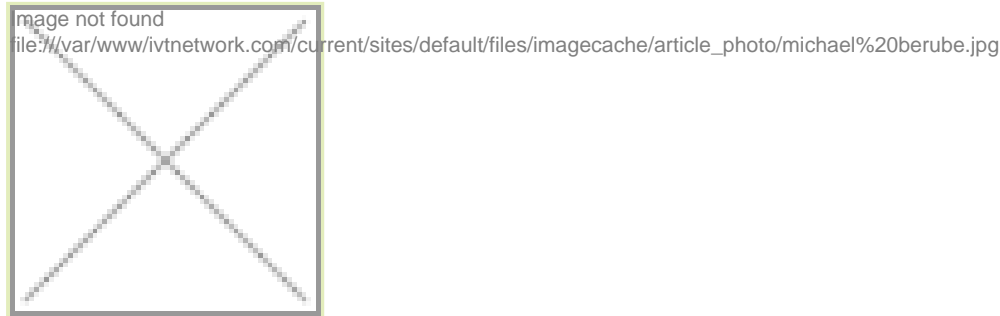 Image not found
file:///var/www/ivtnetwork.com/current/sites/default/files/imagecache/article_photo/michael%20berube.jpg